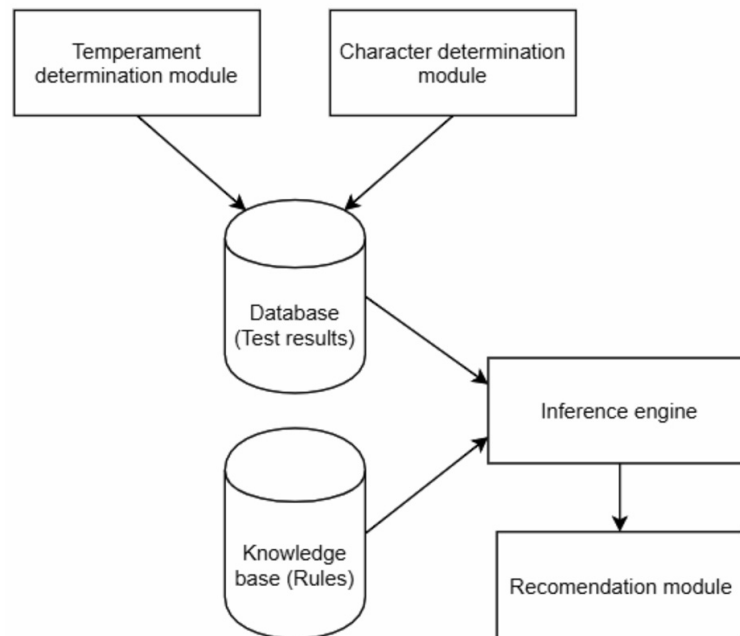 Temperament
determination module
Character determination
module
Database
(Test results)
Inference engine
Knowledge
base (Rules)
Recomendation module